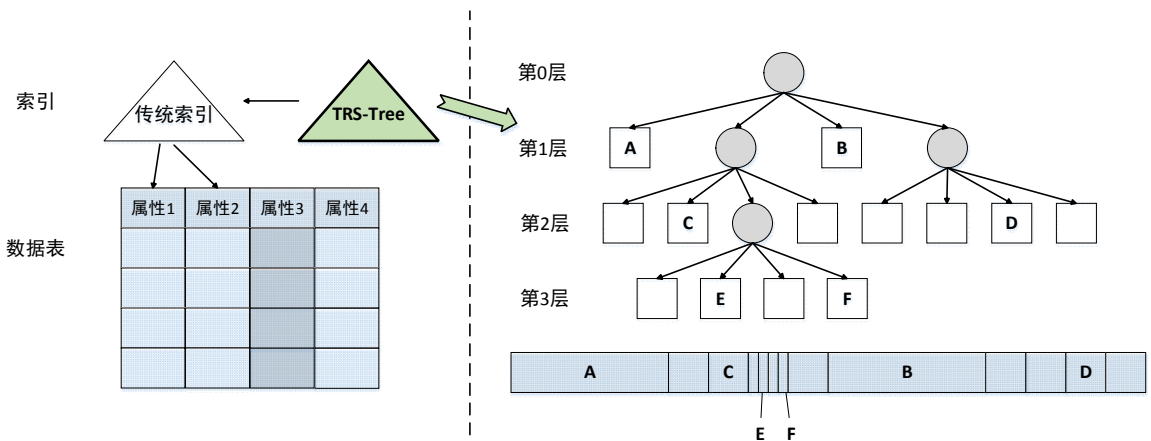 索引
传统索引
TRS-Tree
属性1 属性2 属性3 属性4
数据表
第0层
第1层
A B
第2层
C D
第3层
E F
A C B D
E F